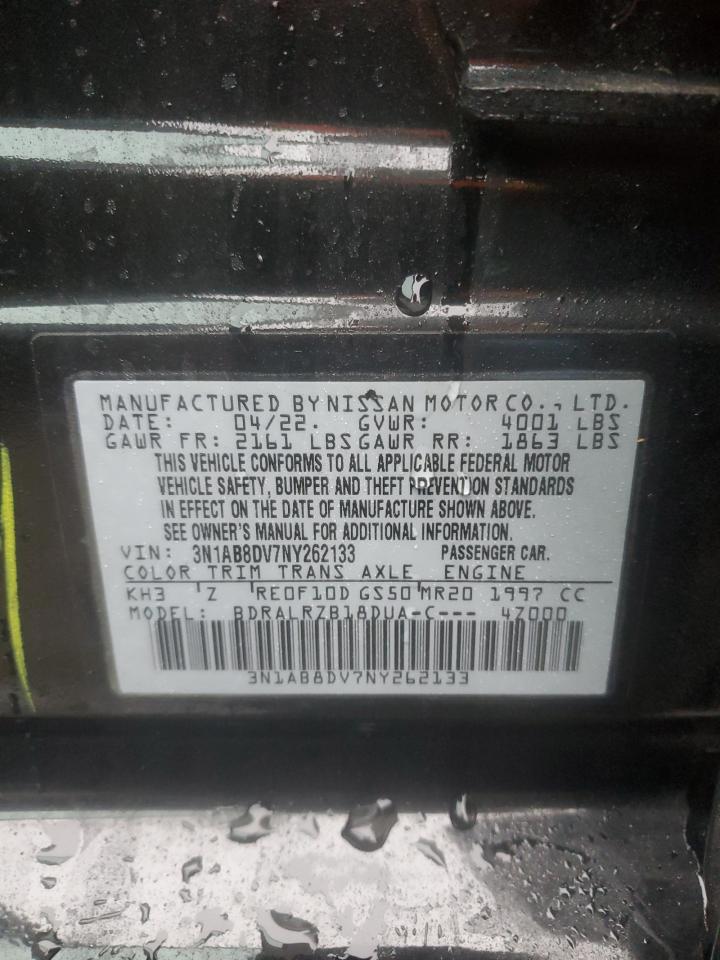 MANUFACTURED BY NISSAN MOTOR CO., LTD.
DATE: 04/22. GVWR: 4001 LBS
GAWR FR: 2161 LBS GAWR RR: 1863 LBS
THIS VEHICLE CONFORMS TO ALL APPLICABLE FEDERAL MOTOR
VEHICLE SAFETY, BUMPER AND THEFT PREVENTION STANDARDS
IN EFFECT ON THE DATE OF MANUFACTURE SHOWN ABOVE.
SEE OWNER'S MANUAL FOR ADDITIONAL INFORMATION.
VIN: 3N1AB8DV7NY262133 PASSENGER CAR.
COLOR TRIM TRANS AXLE ENGINE
KH3 Z RE0F10D GS50 MR20 1997 CC
MODEL: BDRALRZB18DUA-C--- 4Z000
3N1AB8DV7NY262133